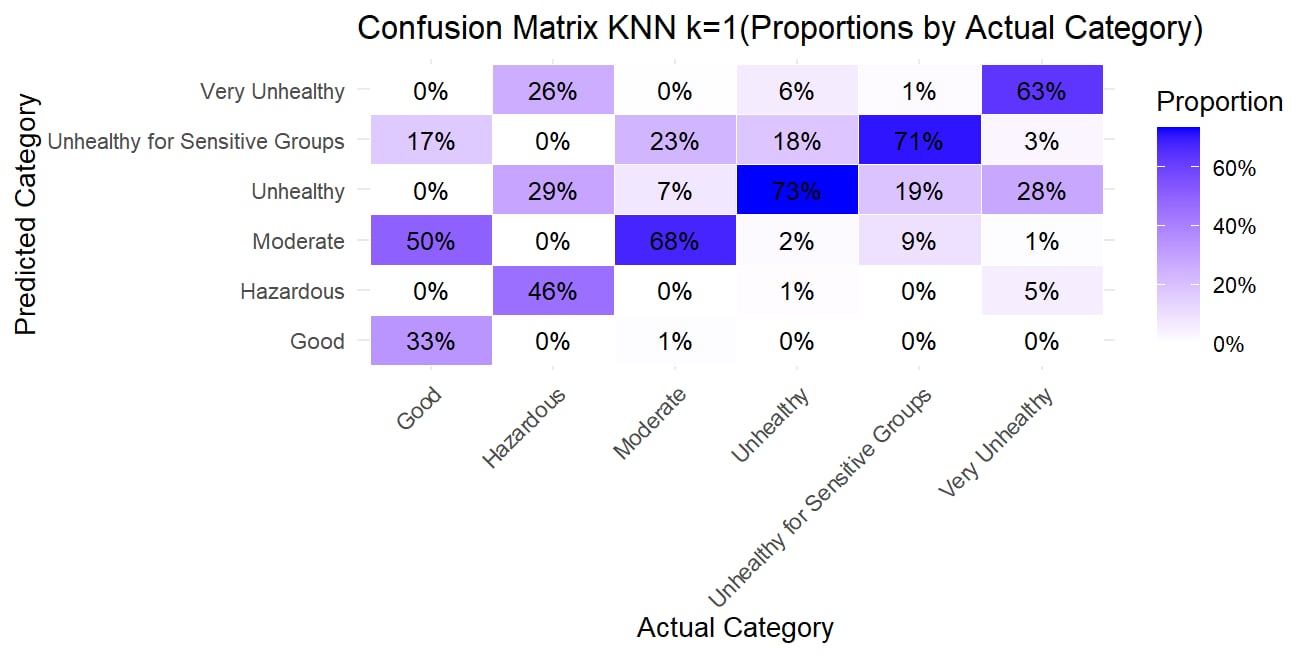 Confusion Matrix KNN k=1(Proportions by Actual Category)
Predicted Category
Very Unhealthy 0% 26% 0% 6% 1% 63%
Unhealthy for Sensitive Groups 17% 0% 23% 18% 71% 3%
Unhealthy 0% 29% 7% 73% 19% 28%
Moderate 50% 0% 68% 2% 9% 1%
Hazardous 0% 46% 0% 1% 0% 5%
Good 33% 0% 1% 0% 0% 0%
Good
Hazardous
Moderate
Unhealthy
Unhealthy for Sensitive Groups
Very Unhealthy
Actual Category
Proportion
60%
40%
20%
0%